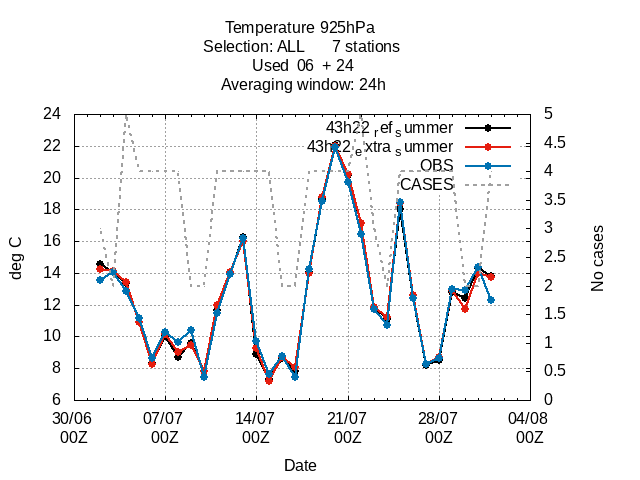 Temperature 925hPa
Selection: ALL 7 stations
Used 06 + 24
Averaging window: 24h
43h22refsummer
43h22extrasummer
OBS
CASES
24
22
20
18
16
14
12
10
8
6
deg C
5
4.5
4
3.5
3
2.5
2
1.5
1
0.5
0
No cases
30/06 07/07 14/07 21/07 28/07 04/08
00Z 00Z 00Z 00Z 00Z 00Z
Date